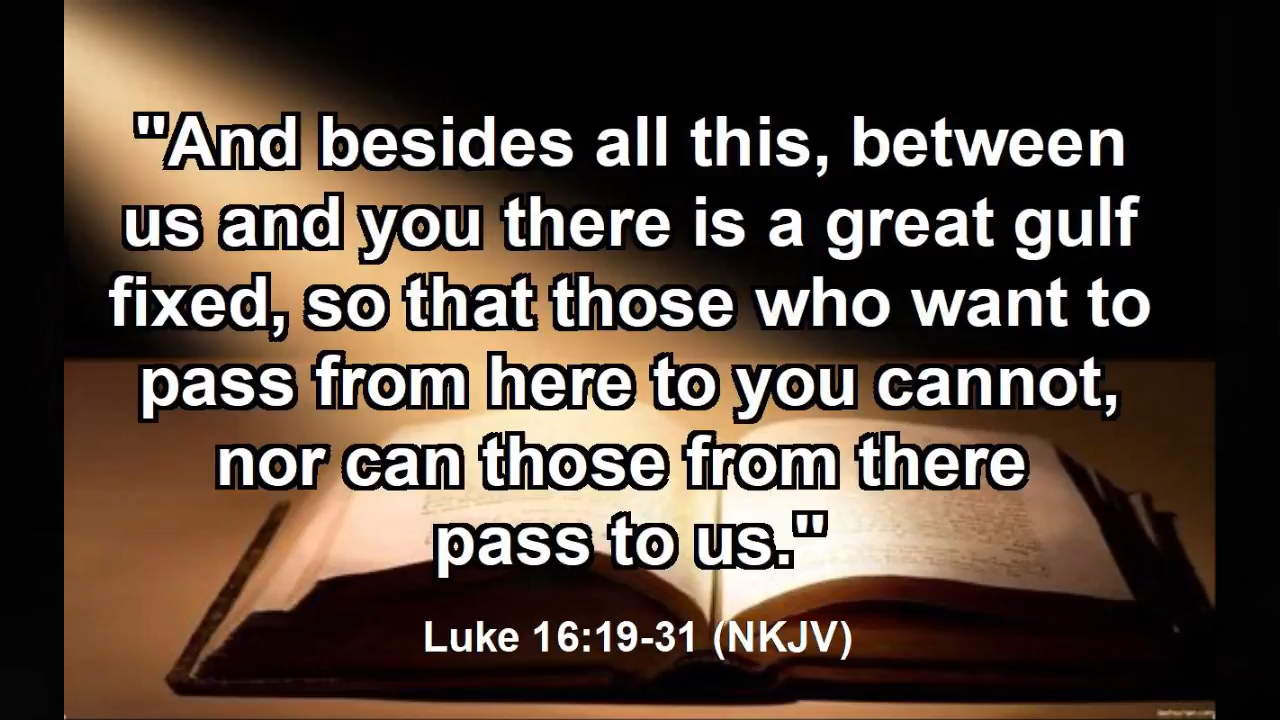 "And besides all this, between
us and you there is a great gulf
fixed, so that those who want to
pass from here to you cannot,
nor can those from there
pass to us."
Luke 16:19-31 (NKJV)